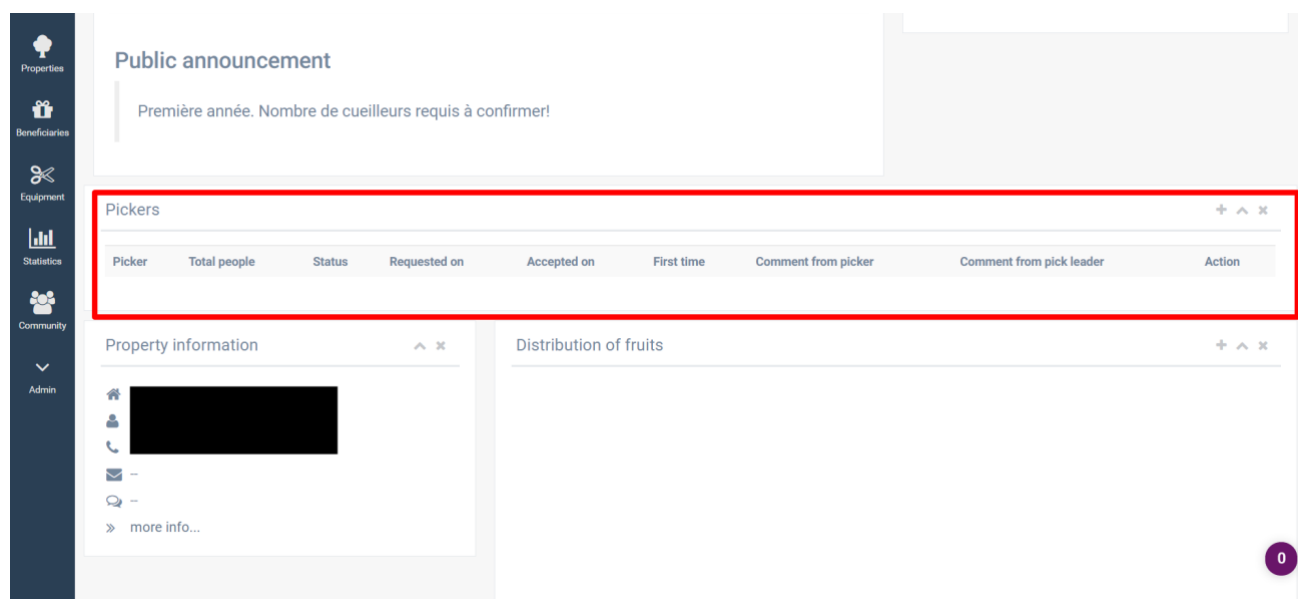 Properties
Beneficiaries
Equipment
Statistics
Community
Admin
Public announcement
Première année. Nombre de cueilleurs requis à confirmer!
Pickers
Picker Total people Status Requested on Accepted on First time Comment from picker Comment from pick leader Action
Property information
--
--
more info...
Distribution of fruits
0